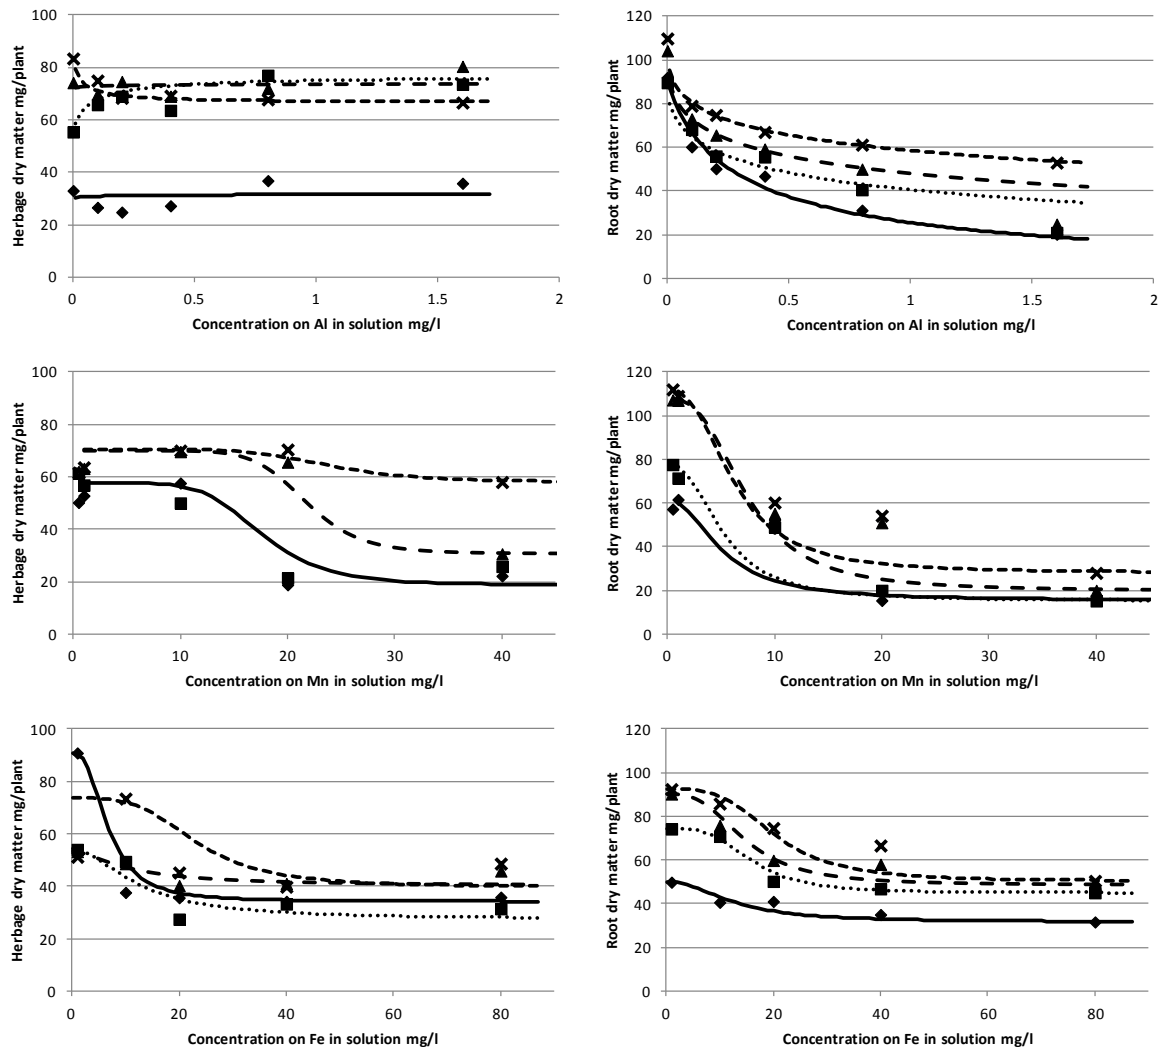 Herbage dry matter mg/plant
100
80
60
40
20
0
0 0.5 1 1.5 2
Concentration on Al in solution mg/l
Root dry matter mg/plant
120
100
80
60
40
20
0
0 0.5 1 1.5 2
Concentration on Al in solution mg/l
Herbage dry matter mg/plant
100
80
60
40
20
0
0 10 20 30 40
Concentration on Mn in solution mg/l
Root dry matter mg/plant
120
100
80
60
40
20
0
0 10 20 30 40
Concentration on Mn in solution mg/l
Herbage dry matter mg/plant
100
80
60
40
20
0
0 20 40 60 80
Concentration on Fe in solution mg/l
Root dry matter mg/plant
120
100
80
60
40
20
0
0 20 40 60 80
Concentration on Fe in solution mg/l